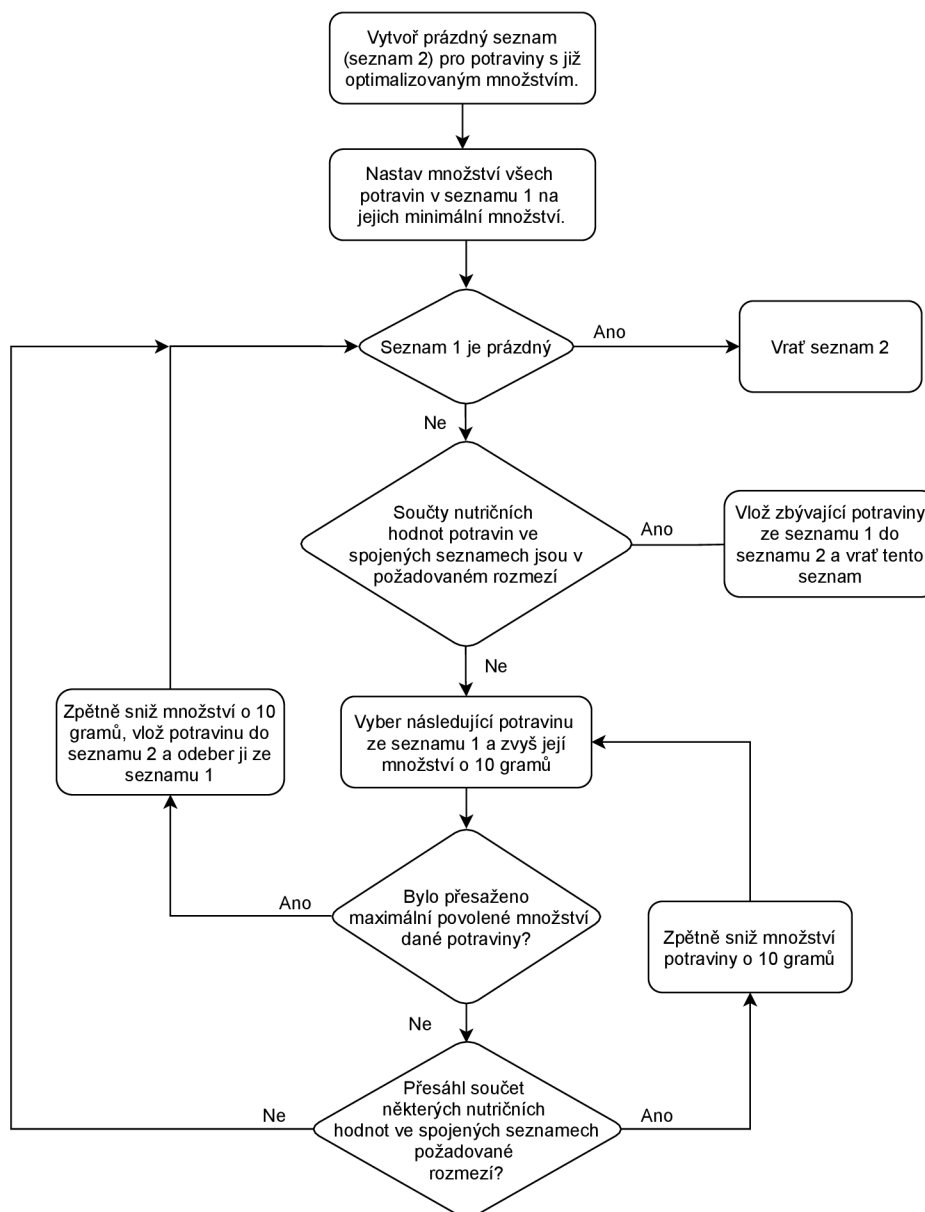 Vytvoř prázdný seznam
(seznam 2) pro potraviny s již
optimalizovaným množstvím.
Nastav množství všech
potravin v seznamu 1 na
jejich minimální množství.
Seznam 1 je prázdný
Ano
Vrať seznam 2
Ne
Součty nutričních
hodnot potravin ve
spojených seznamech jsou v
požadovaném rozmezí
Ano
Vlož zbývající potraviny
ze seznamu 1 do
seznamu 2 a vrať tento
seznam
Ne
Zpětně sniž množství o 10
gramů, vlož potravinu do
seznamu 2 a odeber ji ze
seznamu 1
Vyber následující potravinu
ze seznamu 1 a zvyš její
množství o 10 gramů
Ano
Bylo přesaženo
maximální povolené množství
dané potraviny?
Zpětně sniž množství
potraviny o 10 gramů
Ne
Ne
Přesáhl součet
některých nutričních
hodnot ve spojených seznamech
požadované
rozmezí?
Ano